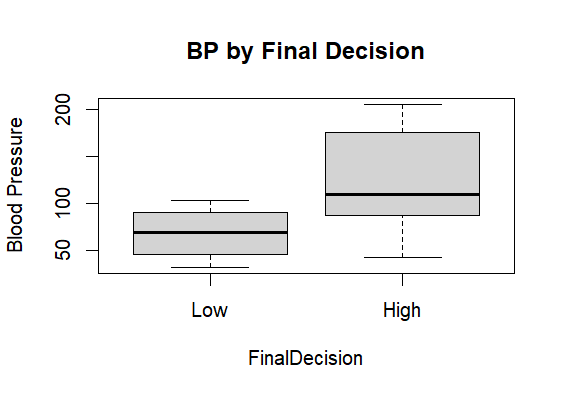 BP by Final Decision
Blood Pressure
200
100
50
Low
High
FinalDecision